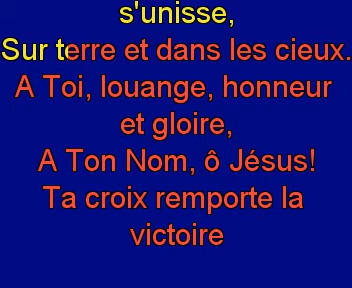 s'unisse,
Sur terre et dans les cieux.
A Toi, louange, honneur
et gloire,
A Ton Nom, ô Jésus!
Ta croix remporte la
victoire